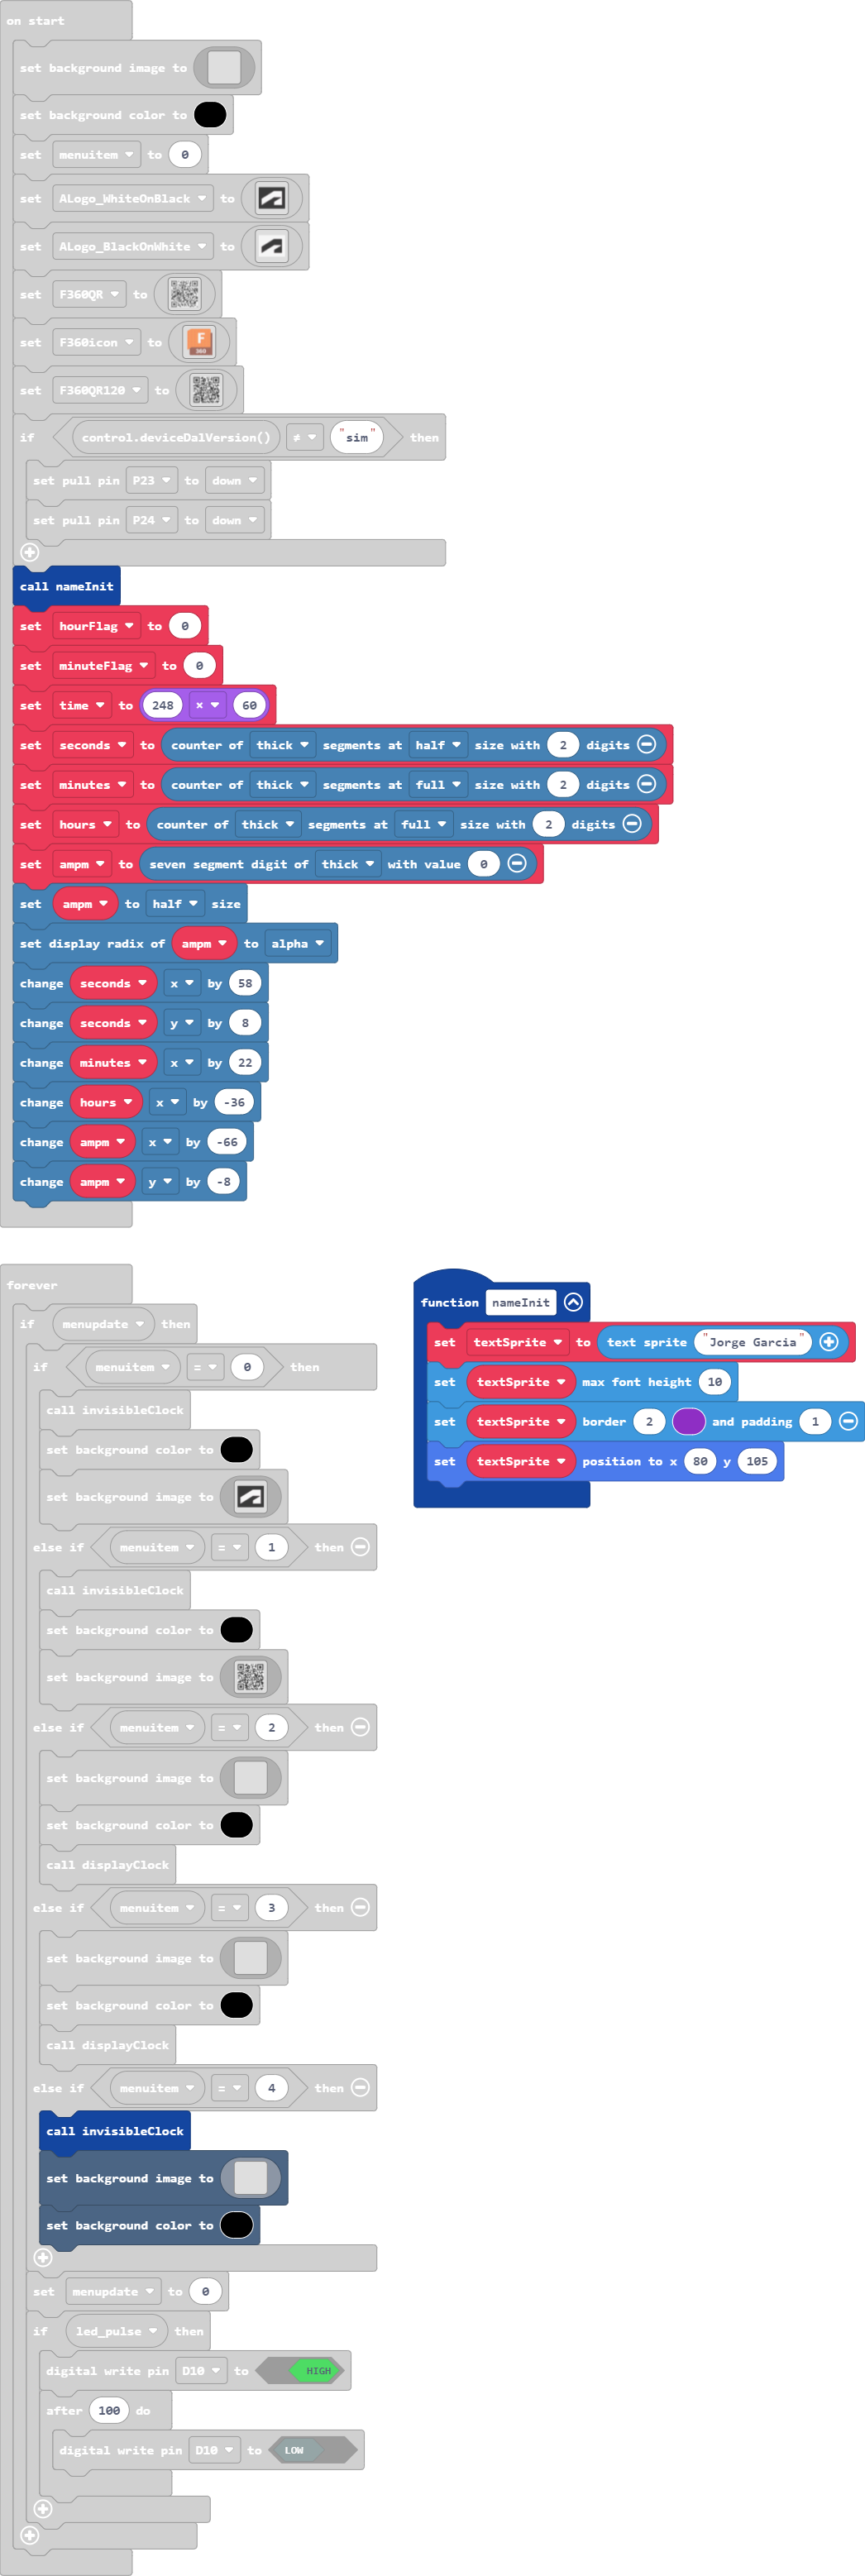 on start
set background image to
set background color to
set menuitem to 0
set ALogo_WhiteOnBlack to
set ALogo_BlackOnWhite to
set F360QR to
set F360icon to F 360
set F360QR120 to
if control.deviceDalVersion() ≠ "sim" then
set pull pin P23 to down
set pull pin P24 to down
call nameInit
set hourFlag to 0
set minuteFlag to 0
set time to 248 × 60
set seconds to counter of thick segments at half size with 2 digits
set minutes to counter of thick segments at full size with 2 digits
set hours to counter of thick segments at full size with 2 digits
set ampm to seven segment digit of thick with value 0
set ampm to half size
set display radix of ampm to alpha
change seconds x by 58
change seconds y by 8
change minutes x by 22
change hours x by -36
change ampm x by -66
change ampm y by -8
forever
if menupdate then
if menuitem = 0 then
call invisibleClock
set background color to
set background image to
else if menuitem = 1 then
call invisibleClock
set background color to
set background image to
else if menuitem = 2 then
set background image to
set background color to
call displayClock
else if menuitem = 3 then
set background image to
set background color to
call displayClock
else if menuitem = 4 then
call invisibleClock
set background image to
set background color to
set menupdate to 0
if led_pulse then
digital write pin D10 to HIGH
after 100 do
digital write pin D10 to LOW
function nameInit
set textSprite to text sprite "Jorge Garcia"
set textSprite max font height 10
set textSprite border 2 and padding 1
set textSprite position to x 80 y 105